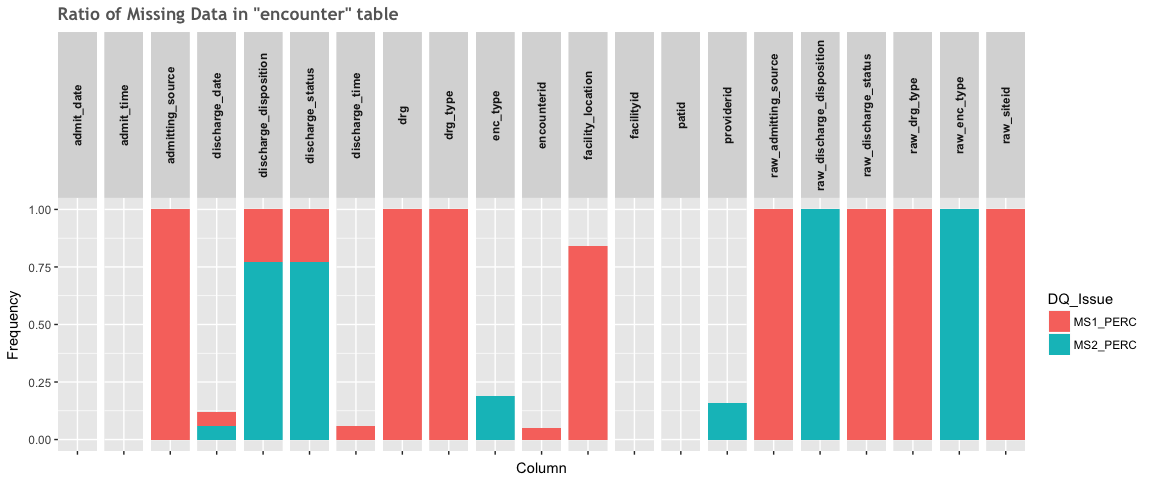 Ratio of Missing Data in "encounter" table
admit_date
admit_time
admitting_source
discharge_date
discharge_disposition
discharge_status
discharge_time
drg
drg_type
enc_type
encounterid
facility_location
facilityid
patid
providerid
raw_admitting_source
raw_discharge_disposition
raw_discharge_status
raw_drg_type
raw_enc_type
raw_siteid
Frequency
1.00
0.75
0.50
0.25
0.00
Column
DQ_Issue
MS1_PERC
MS2_PERC